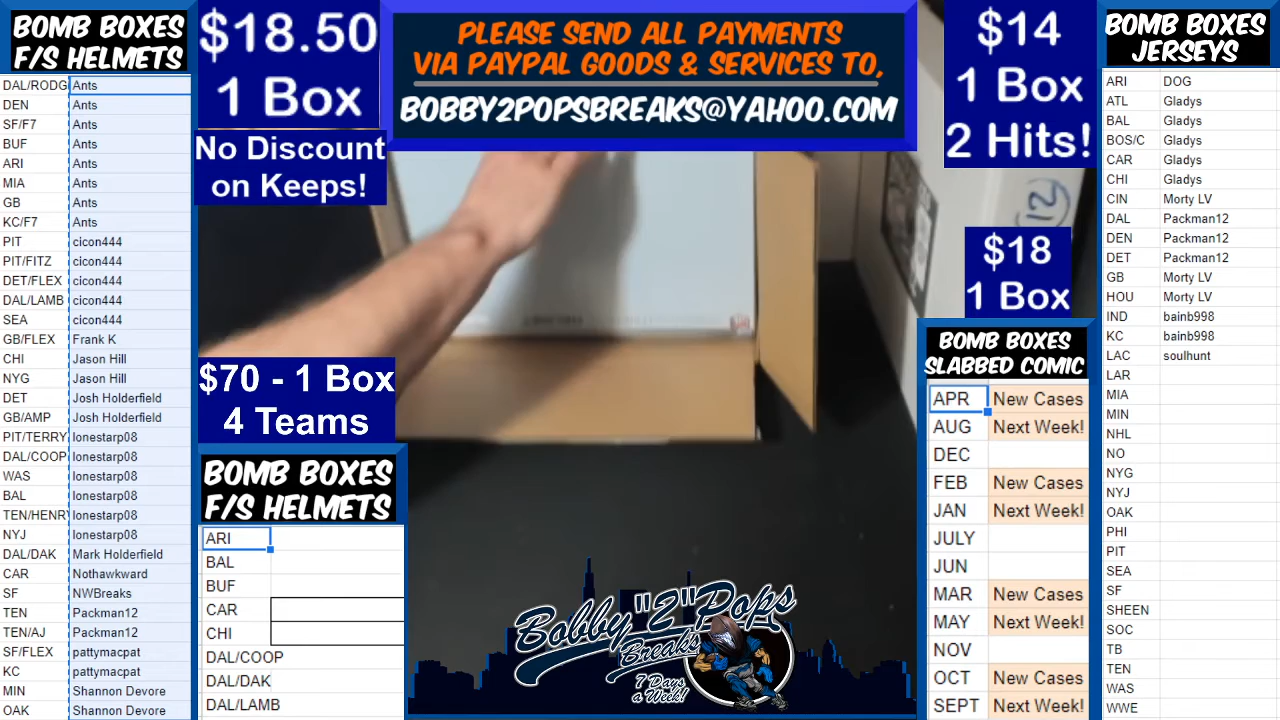 BOMB BOXES
F/S HELMETS
DAL/RODG Ants
DEN Ants
SF/F7 Ants
BUF Ants
ARI Ants
MIA Ants
GB Ants
KC/F7 Ants
PIT cicon444
PIT/FITZ cicon444
DET/FLEX cicon444
DAL/LAMB cicon444
SEA cicon444
GB/FLEX Frank K
CHI Jason Hill
NYG Jason Hill
DET Josh Holderfield
GB/AMP Josh Holderfield
PIT/TERRY lonestarp08
DAL/COOP lonestarp08
WAS lonestarp08
BAL lonestarp08
TEN/HENRY lonestarp08
NYJ lonestarp08
DAL/DAK Mark Holderfield
CAR Nothawkward
SF NWBreaks
TEN Packman12
TEN/AJ Packman12
SF/FLEX pattymacpat
KC pattymacpat
MIN Shannon Devore
OAK Shannon Devore
$18.50
1 Box
No Discount
on Keeps!
$70 - 1 Box
4 Teams
BOMB BOXES
F/S HELMETS
ARI
BAL
BUF
CAR
CHI
DAL/COOP
DAL/DAK
DAL/LAMB
PLEASE SEND ALL PAYMENTS
VIA PAYPAL GOODS & SERVICES TO,
BOBBY2POPSBREAKS@YAHOO.COM
Bobby "2" Pops
Breaks
7 Days
a Week!
$14
1 Box
2 Hits!
(12)
$18
1 Box
BOMB BOXES
SLABBED COMIC
APR New Cases
AUG Next Week!
DEC
FEB New Cases
JAN Next Week!
JULY
JUN
MAR New Cases
MAY Next Week!
NOV
OCT New Cases
SEPT Next Week!
BOMB BOXES
JERSEYS
ARI DOG
ATL Gladys
BAL Gladys
BOS/C Gladys
CAR Gladys
CHI Gladys
CIN Morty LV
DAL Packman12
DEN Packman12
DET Packman12
GB Morty LV
HOU Morty LV
IND bainb998
KC bainb998
LAC soulhunt
LAR
MIA
MIN
NHL
NO
NYG
NYJ
OAK
PHI
PIT
SEA
SF
SHEEN
SOC
TB
TEN
WAS
WWE